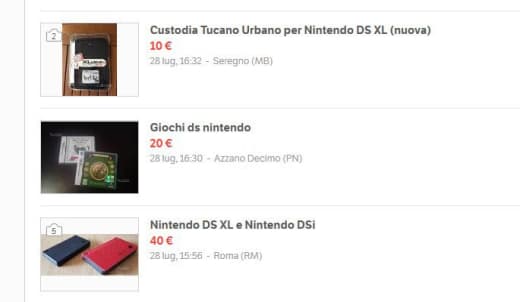 2
Custodia Tucano Urbano per Nintendo DS XL (nuova)
10 €
28 lug, 16:32 - Seregno (MB)
Giochi ds nintendo
20 €
28 lug, 16:30 - Azzano Decimo (PN)
5
Nintendo DS XL e Nintendo DSi
40 €
28 lug, 15:56 - Roma (RM)